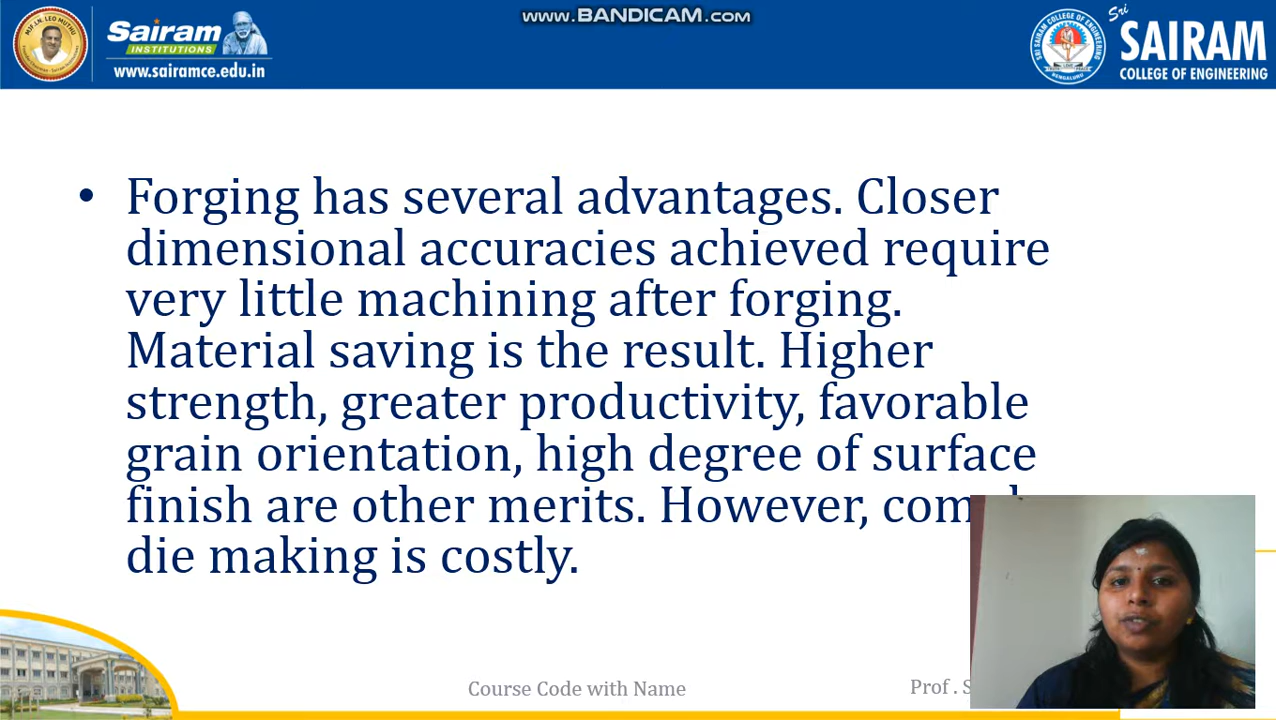 www.BANDICAM.com
Sairam
INSTITUTIONS
www.sairamce.edu.in
Sri
SAIRAM
COLLEGE OF ENGINEERING
• Forging has several advantages. Closer
dimensional accuracies achieved require
very little machining after forging.
Material saving is the result. Higher
strength, greater productivity, favorable
grain orientation, high degree of surface
finish are other merits. However,
die making is costly.
Course Code with Name
Prof . S